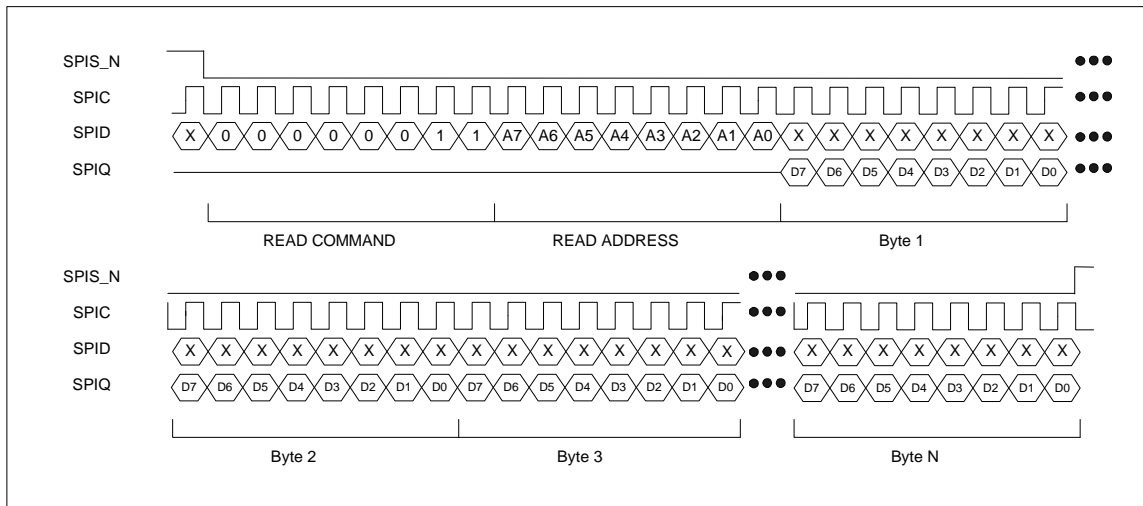 SPIS_N
SPIC
SPID X 0 0 0 0 0 0 1 1 A7 A6 A5 A4 A3 A2 A1 A0 X X X X X X X X
SPIQ D7 D6 D5 D4 D3 D2 D1 D0
READ COMMAND READ ADDRESS Byte 1
SPIS_N
SPIC
SPID X X X X X X X X X X X X X X X X X X X X X X X X
SPIQ D7 D6 D5 D4 D3 D2 D1 D0 D7 D6 D5 D4 D3 D2 D1 D0 D7 D6 D5 D4 D3 D2 D1 D0
Byte 2 Byte 3 Byte N